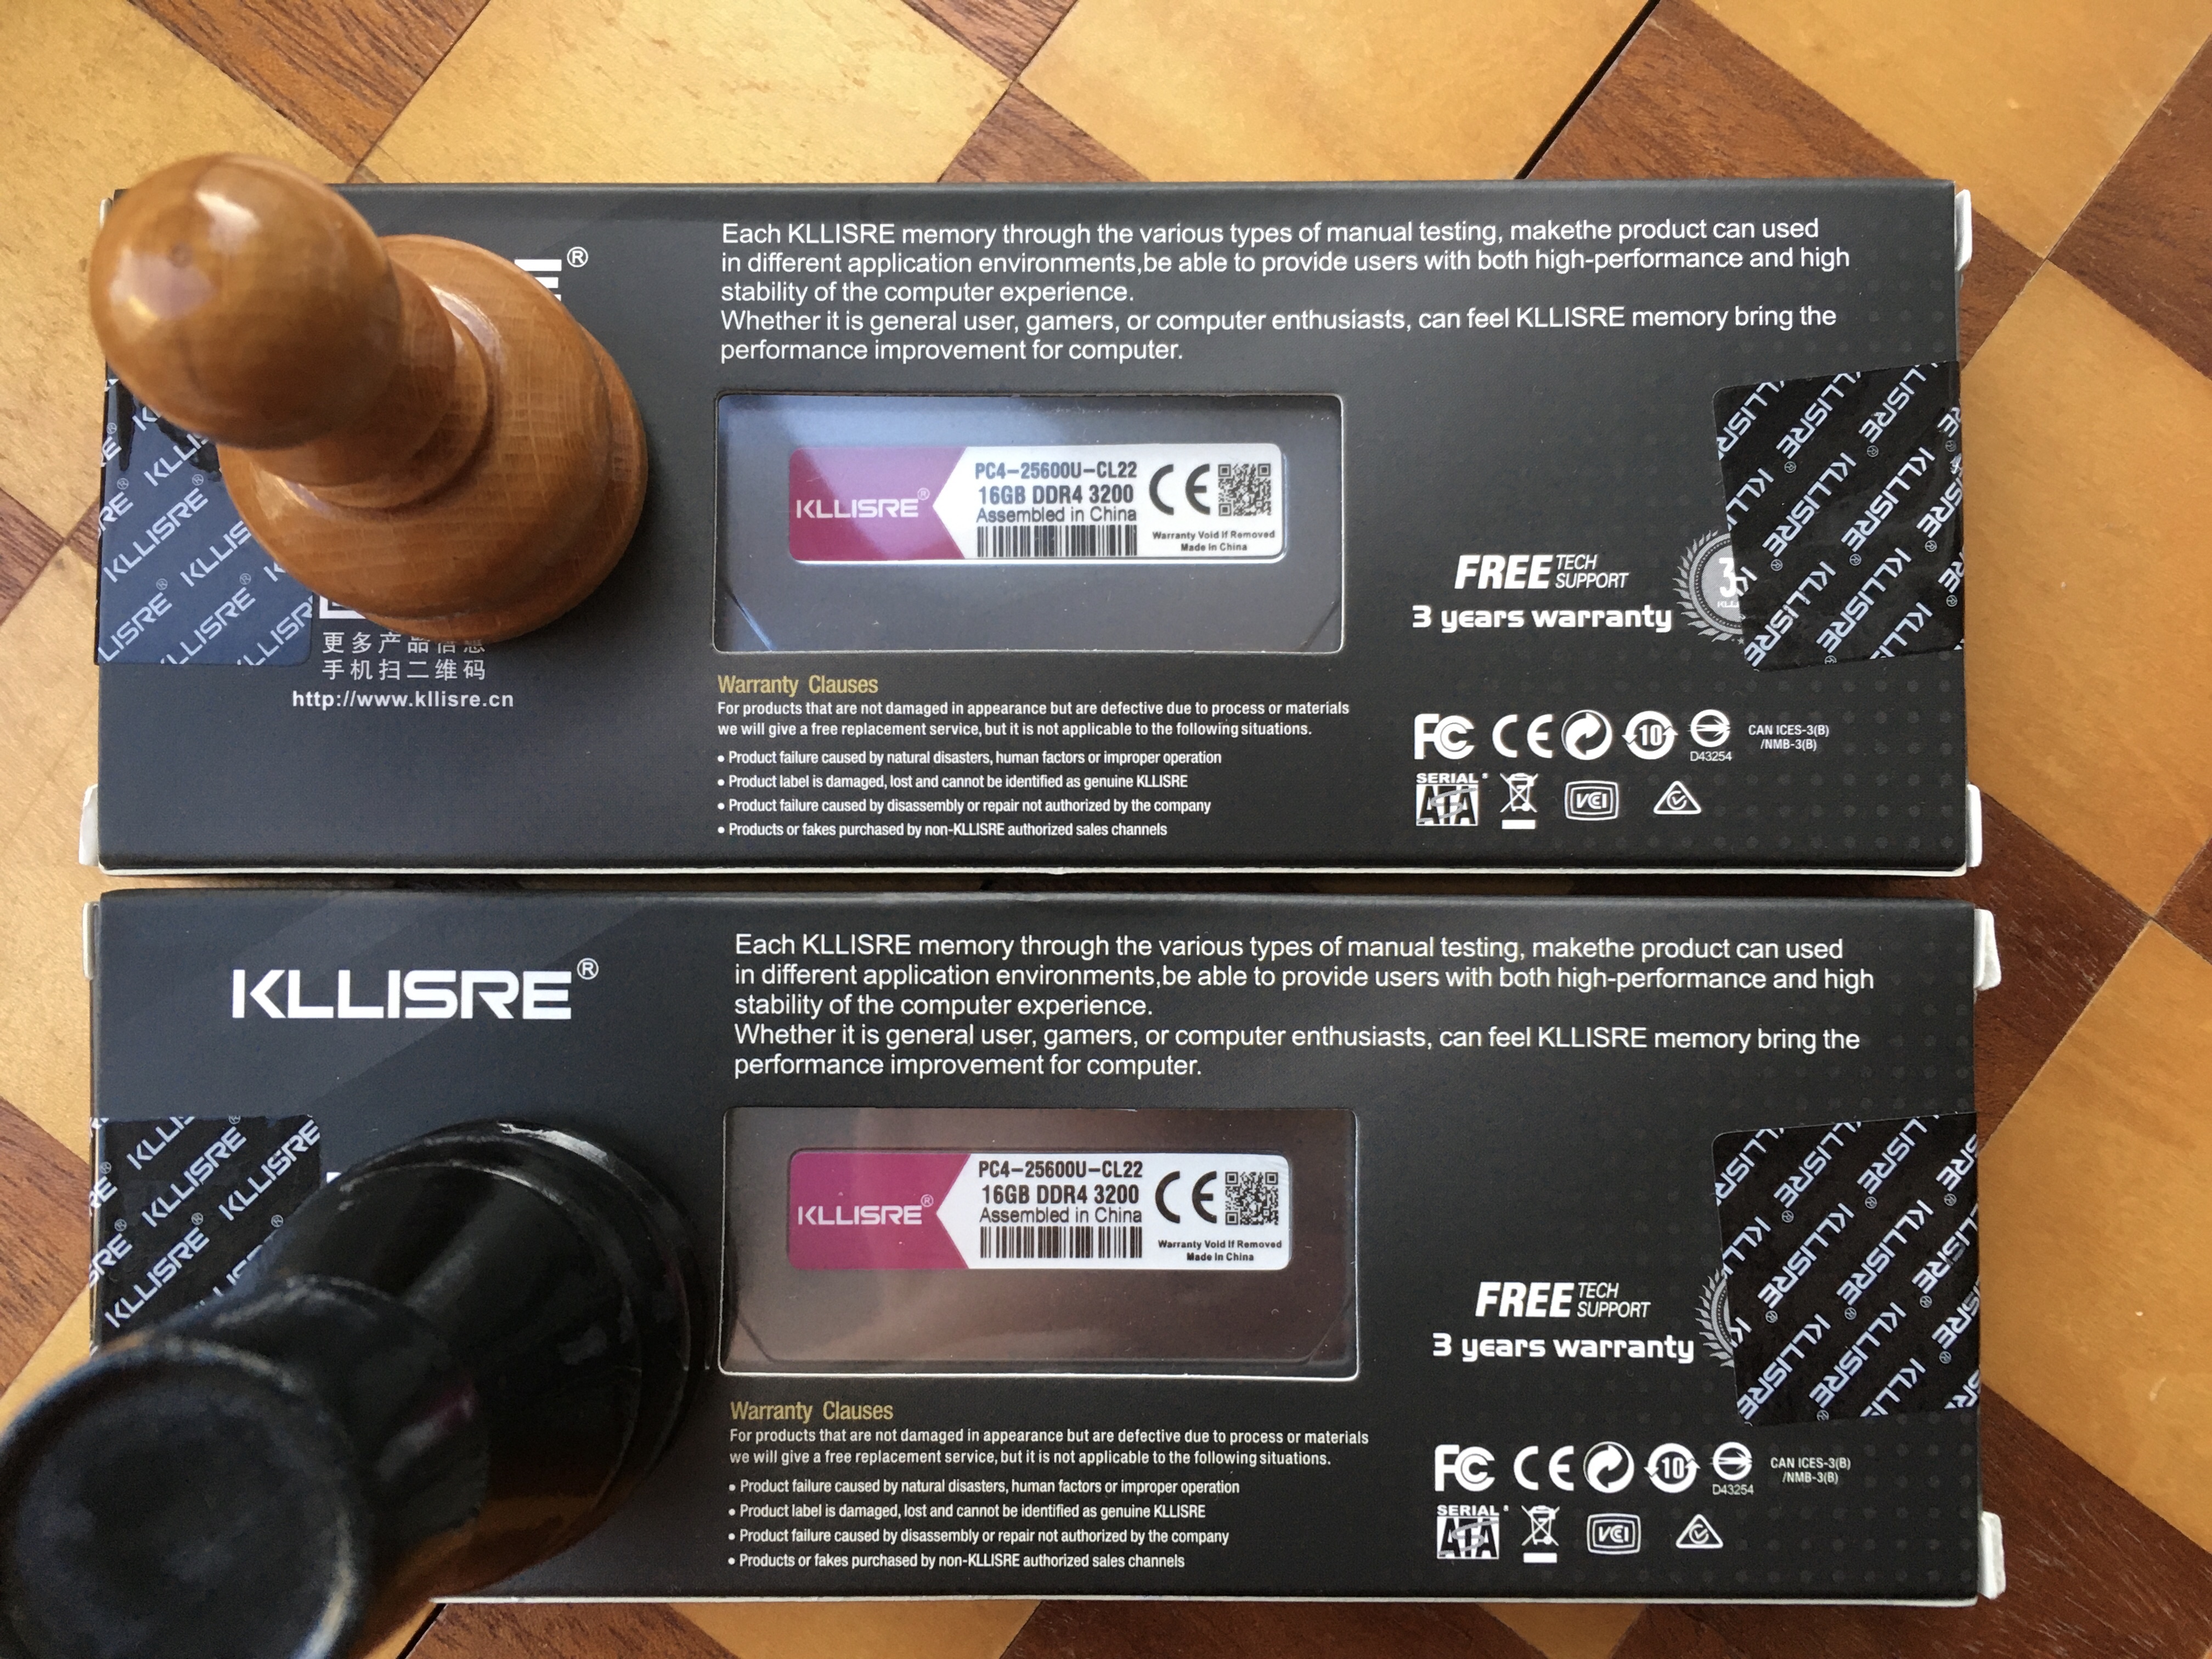 ®
Each KLLISRE memory through the various types of manual testing, makethe product can used
in different application environments,be able to provide users with both high-performance and high
stability of the computer experience.
Whether it is general user, gamers, or computer enthusiasts, can feel KLLISRE memory bring the
performance improvement for computer.
KLLISRE®
PC4-25600U-CL22
16GB DDR4 3200
Assembled in China
CE
Warranty Void If Removed
Made In China
FREE TECH SUPPORT
3 years warranty
更多产品信息
手机扫二维码
http://www.kllisre.cn
Warranty Clauses
For products that are not damaged in appearance but are defective due to process or materials
we will give a free replacement service, but it is not applicable to the following situations.
• Product failure caused by natural disasters, human factors or improper operation
• Product label is damaged, lost and cannot be identified as genuine KLLISRE
• Product failure caused by disassembly or repair not authorized by the company
• Products or fakes purchased by non-KLLISRE authorized sales channels
FC CE 10 D43254 CAN ICES-3(B)
/NMB-3(B)
SERIAL ATA VCI
KLLISRE® KLLISRE® KLLISRE®
KLLISRE®
Each KLLISRE memory through the various types of manual testing, makethe product can used
in different application environments,be able to provide users with both high-performance and high
stability of the computer experience.
Whether it is general user, gamers, or computer enthusiasts, can feel KLLISRE memory bring the
performance improvement for computer.
KLLISRE®
PC4-25600U-CL22
16GB DDR4 3200
Assembled in China
CE
Warranty Void If Removed
Made In China
FREE TECH SUPPORT
3 years warranty
Warranty Clauses
For products that are not damaged in appearance but are defective due to process or materials
we will give a free replacement service, but it is not applicable to the following situations.
• Product failure caused by natural disasters, human factors or improper operation
• Product label is damaged, lost and cannot be identified as genuine KLLISRE
• Product failure caused by disassembly or repair not authorized by the company
• Products or fakes purchased by non-KLLISRE authorized sales channels
FC CE 10 D43254 CAN ICES-3(B)
/NMB-3(B)
SERIAL ATA VCI
KLLISRE® KLLISRE® KLLISRE®